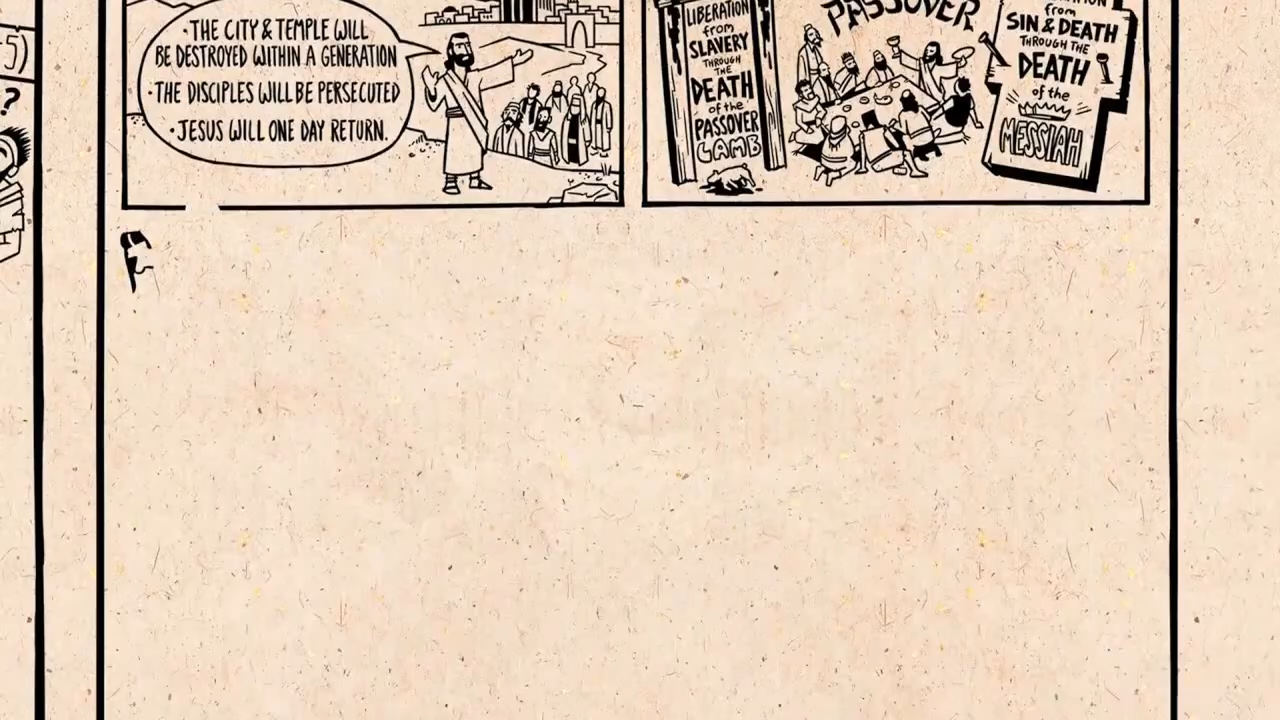 5)
?
•THE CITY & TEMPLE WILL
BE DESTROYED WITHIN A GENERATION
•THE DISCIPLES WILL BE PERSECUTED
•JESUS WILL ONE DAY RETURN.
LIBERATION
from
SLAVERY
THROUGH
THE
DEATH
of the
PASSOVER
LAMB
PASSOVER
from
SIN & DEATH
THROUGH THE
DEATH
of the
MESSIAH